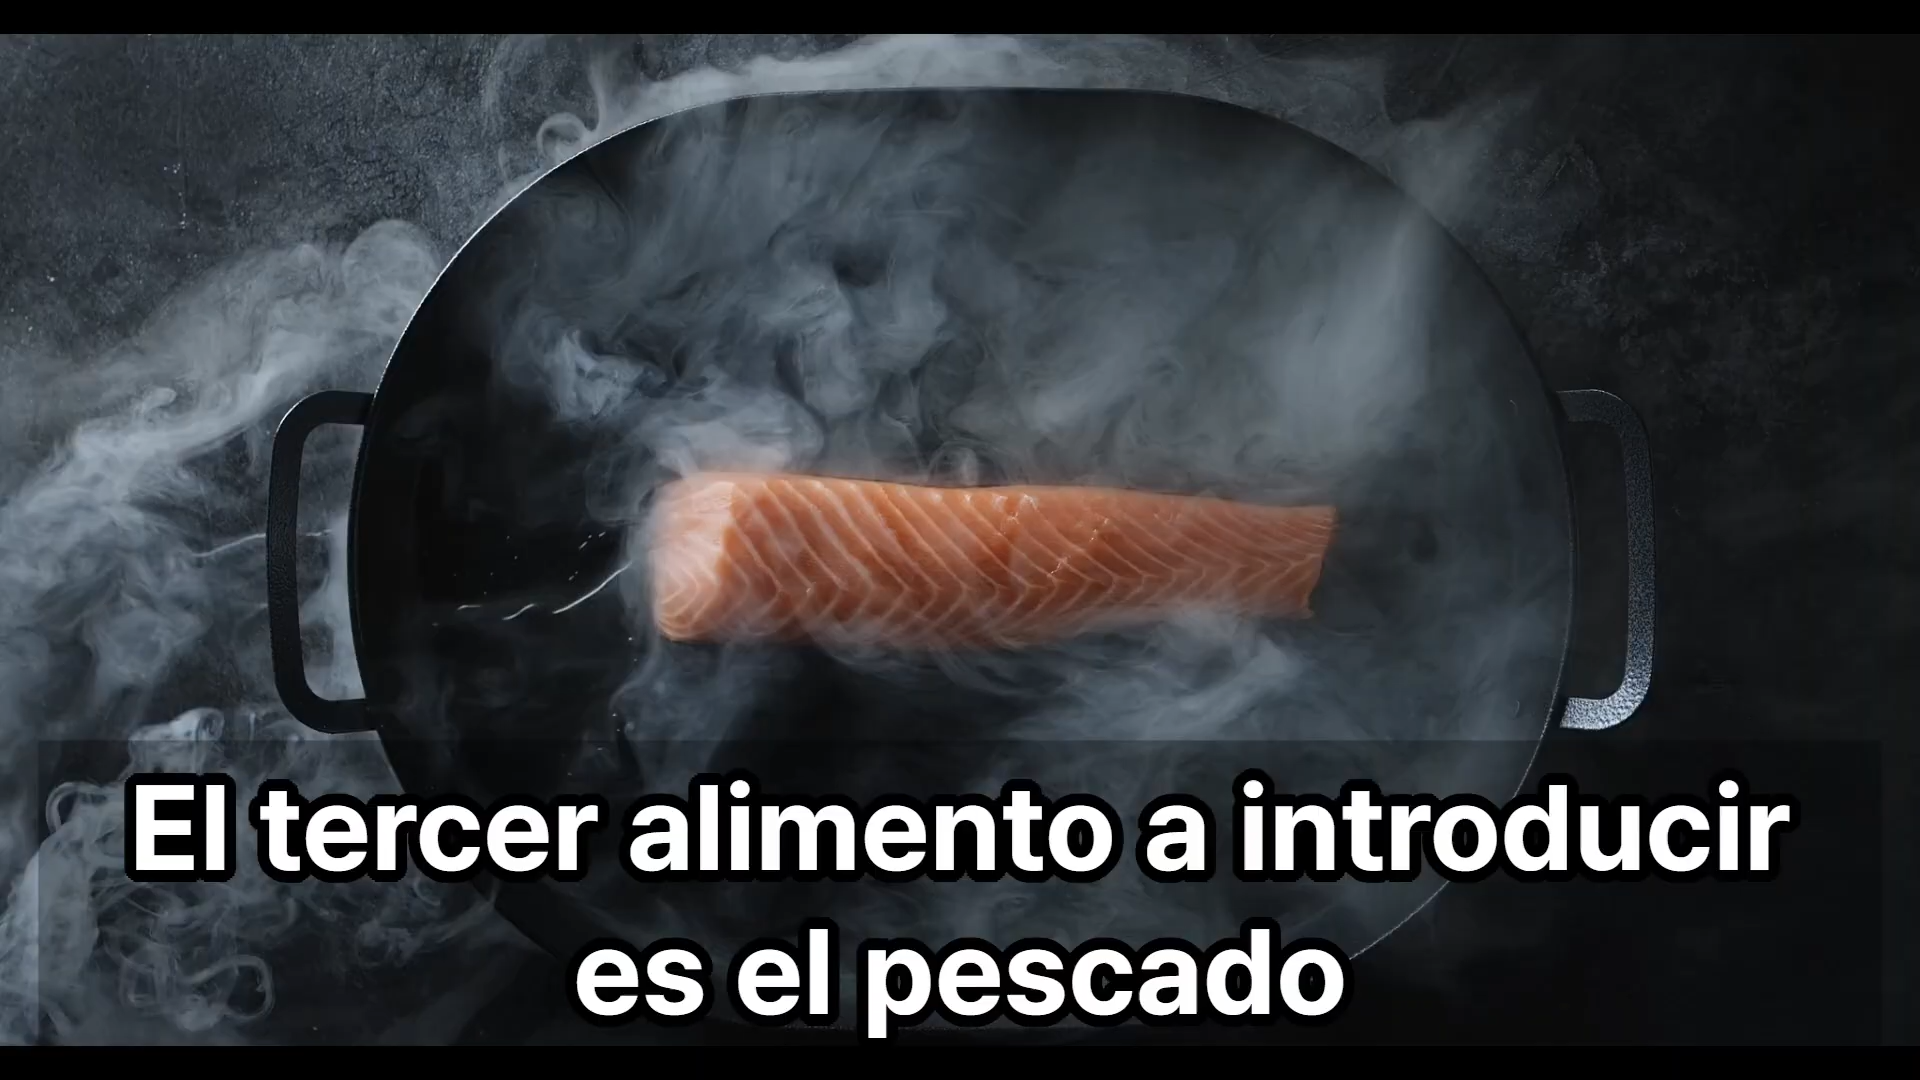 El tercer alimento a introducir
es el pescado